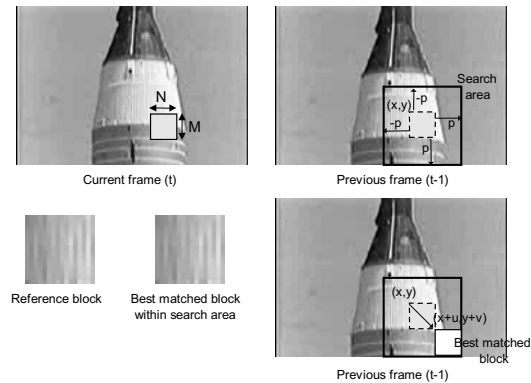 N
M
Current frame (t)
Search
area
(x,y)
-p
-p
p
p
Previous frame (t-1)
Reference block
Best matched block
within search area
(x,y)
(x+u,y+v)
Best matched
block
Previous frame (t-1)